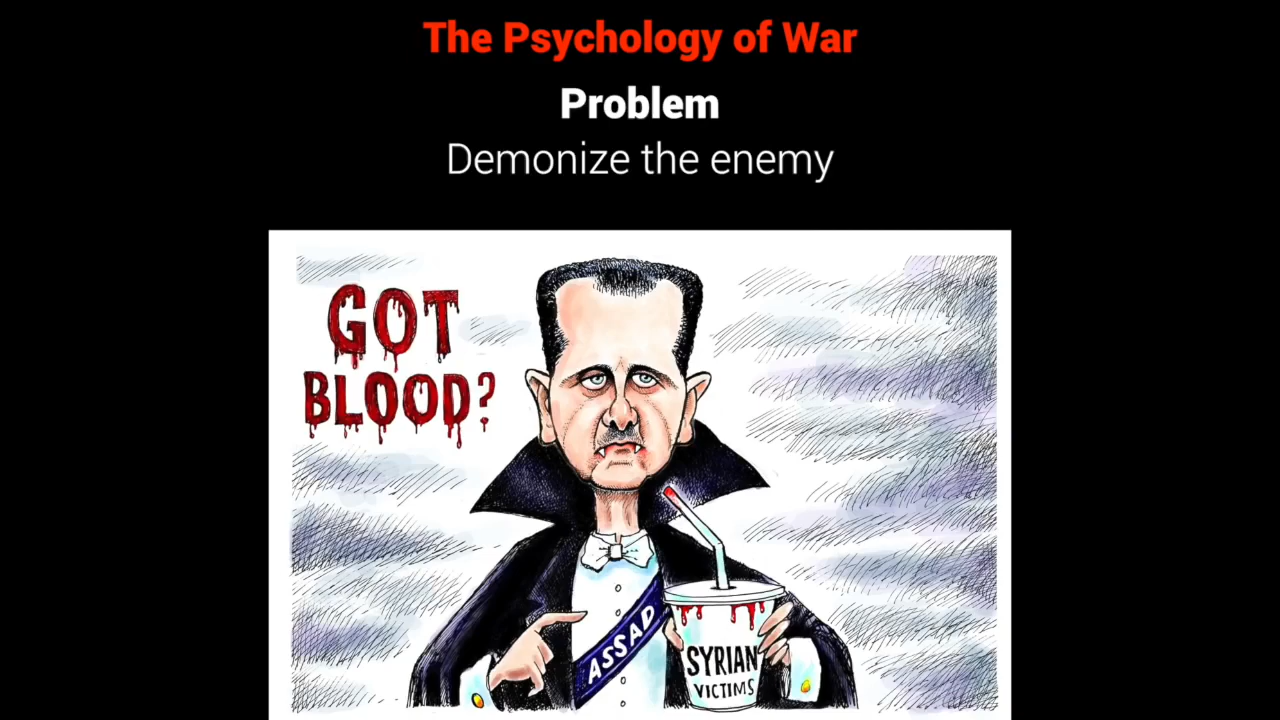 The Psychology of War
Problem
Demonize the enemy
GOT
BLOOD?
ASSAD
SYRIAN
VICTIMS